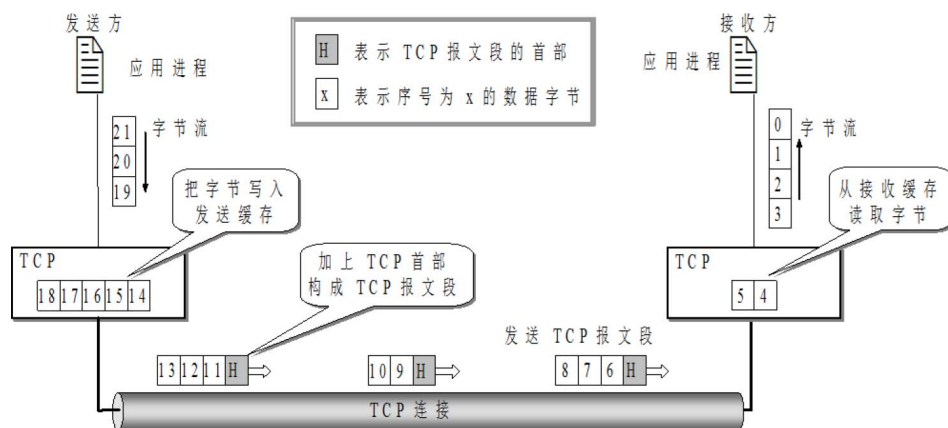 发送方
接收方
H 表示 TCP 报文段的首部
x 表示序号为 x 的数据字节
应用进程
应用进程
21
20
19
字节流
0
1
2
3
字节流
把字节写入
发送缓存
从接收缓存
读取字节
TCP
18 17 16 15 14
加上 TCP 首部
构成 TCP 报文段
TCP
5 4
发送 TCP 报文段
13 12 11 H
10 9 H
8 7 6 H
TCP 连接